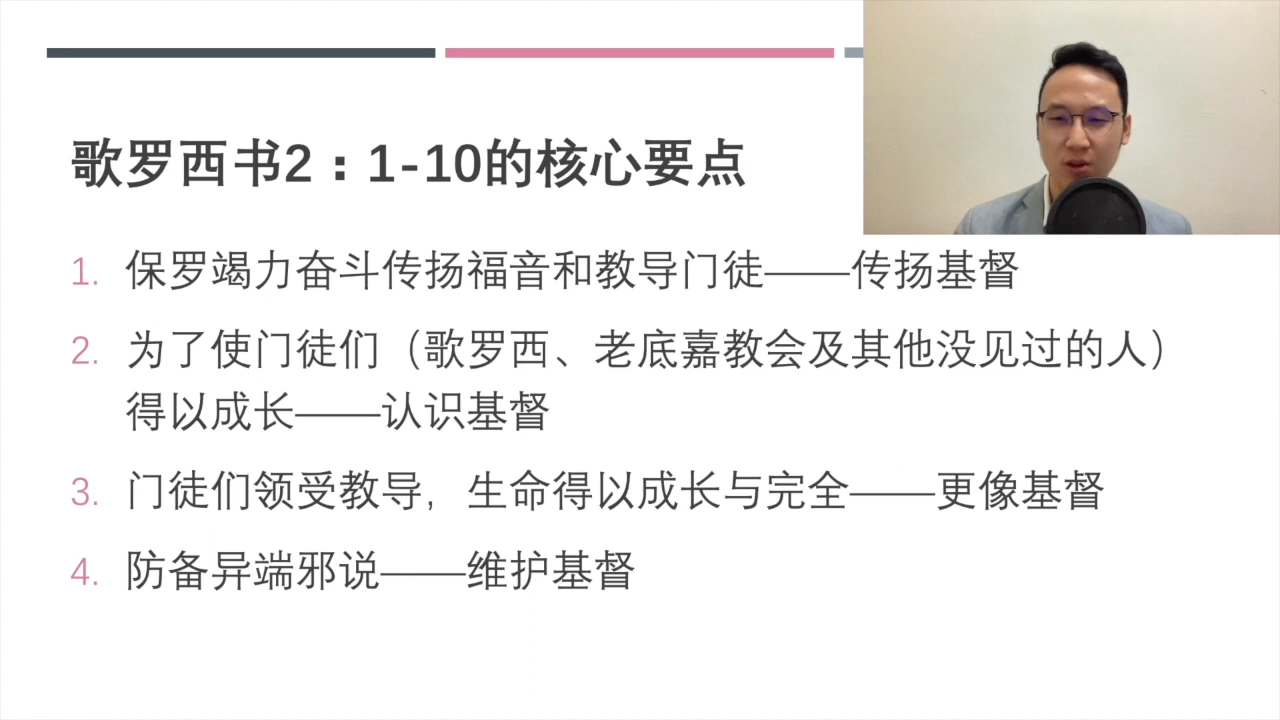 歌罗西书2：1-10的核心要点
1. 保罗竭力奋斗传扬福音和教导门徒——传扬基督
2. 为了使门徒们（歌罗西、老底嘉教会及其他没见过的人）
得以成长——认识基督
3. 门徒们领受教导，生命得以成长与完全——更像基督
4. 防备异端邪说——维护基督